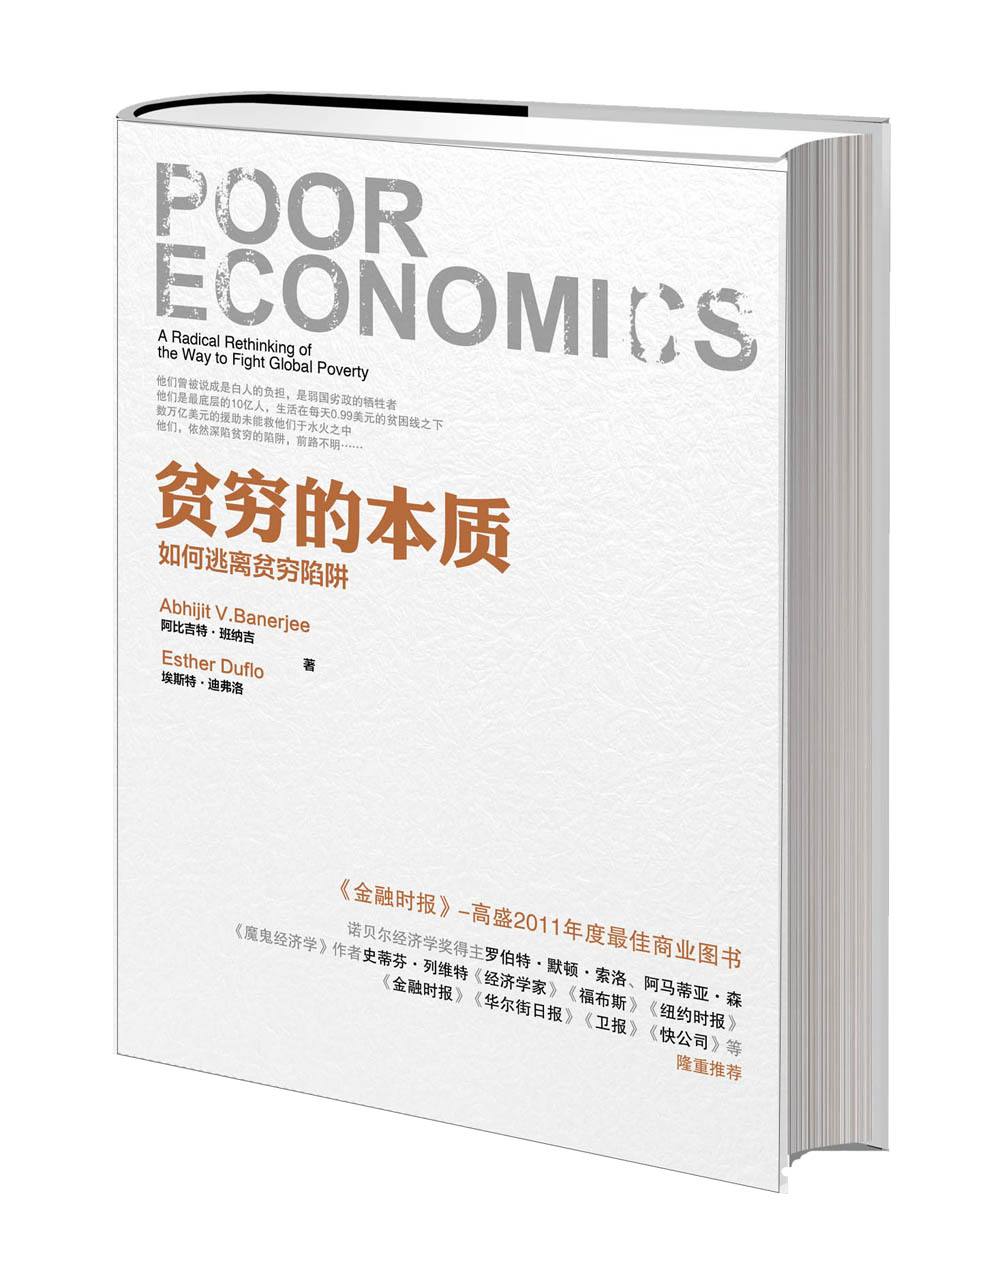 POOR
ECONOMICS
A Radical Rethinking of
the Way to Fight Global Poverty
他们曾被说成是白人的负担，是弱国劣政的牺牲者
他们是最底层的10亿人，生活在每天0.99美元的贫困线之下
数万亿美元的援助未能救他们于水火之中
他们，依然深陷贫穷的陷阱，前路不明……
贫穷的本质
如何逃离贫穷陷阱
Abhijit V.Banerjee
阿比吉特·班纳吉
Esther Duflo 著
埃斯特·迪弗洛
《金融时报》-高盛2011年度最佳商业图书
诺贝尔经济学奖得主罗伯特·默顿·索洛、阿马蒂亚·森
《魔鬼经济学》作者史蒂芬·列维特《经济学家》《福布斯》《纽约时报》
《金融时报》《华尔街日报》《卫报》《快公司》等
隆重推荐